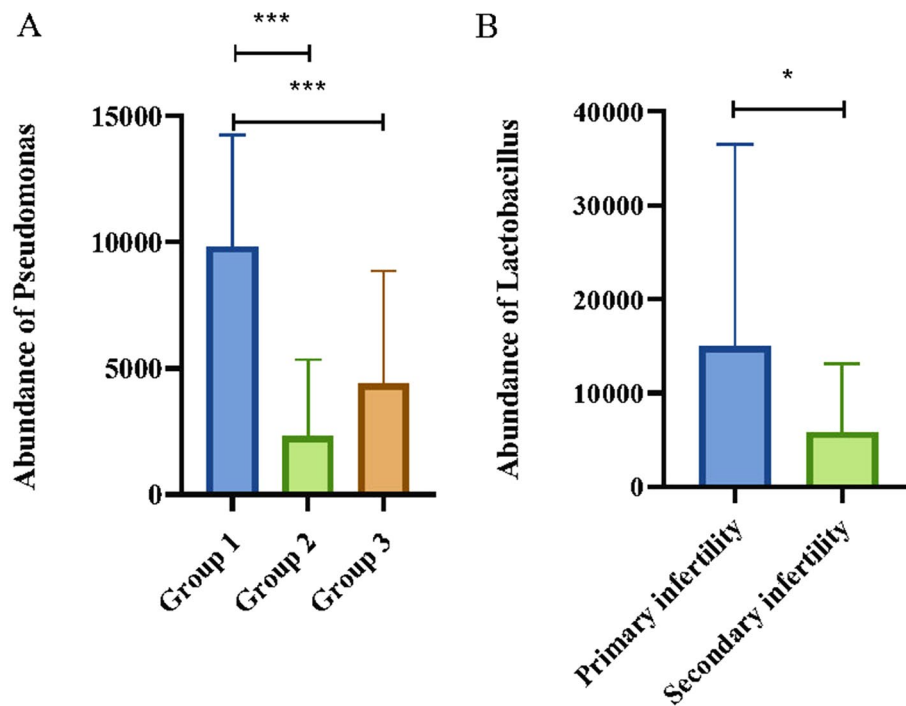 A
***
***
Abundance of Pseudomonas
15000
10000
5000
0
Group 1
Group 2
Group 3
B
*
Abundance of Lactobacillus
40000
30000
20000
10000
0
Primary infertility
Secondary infertility